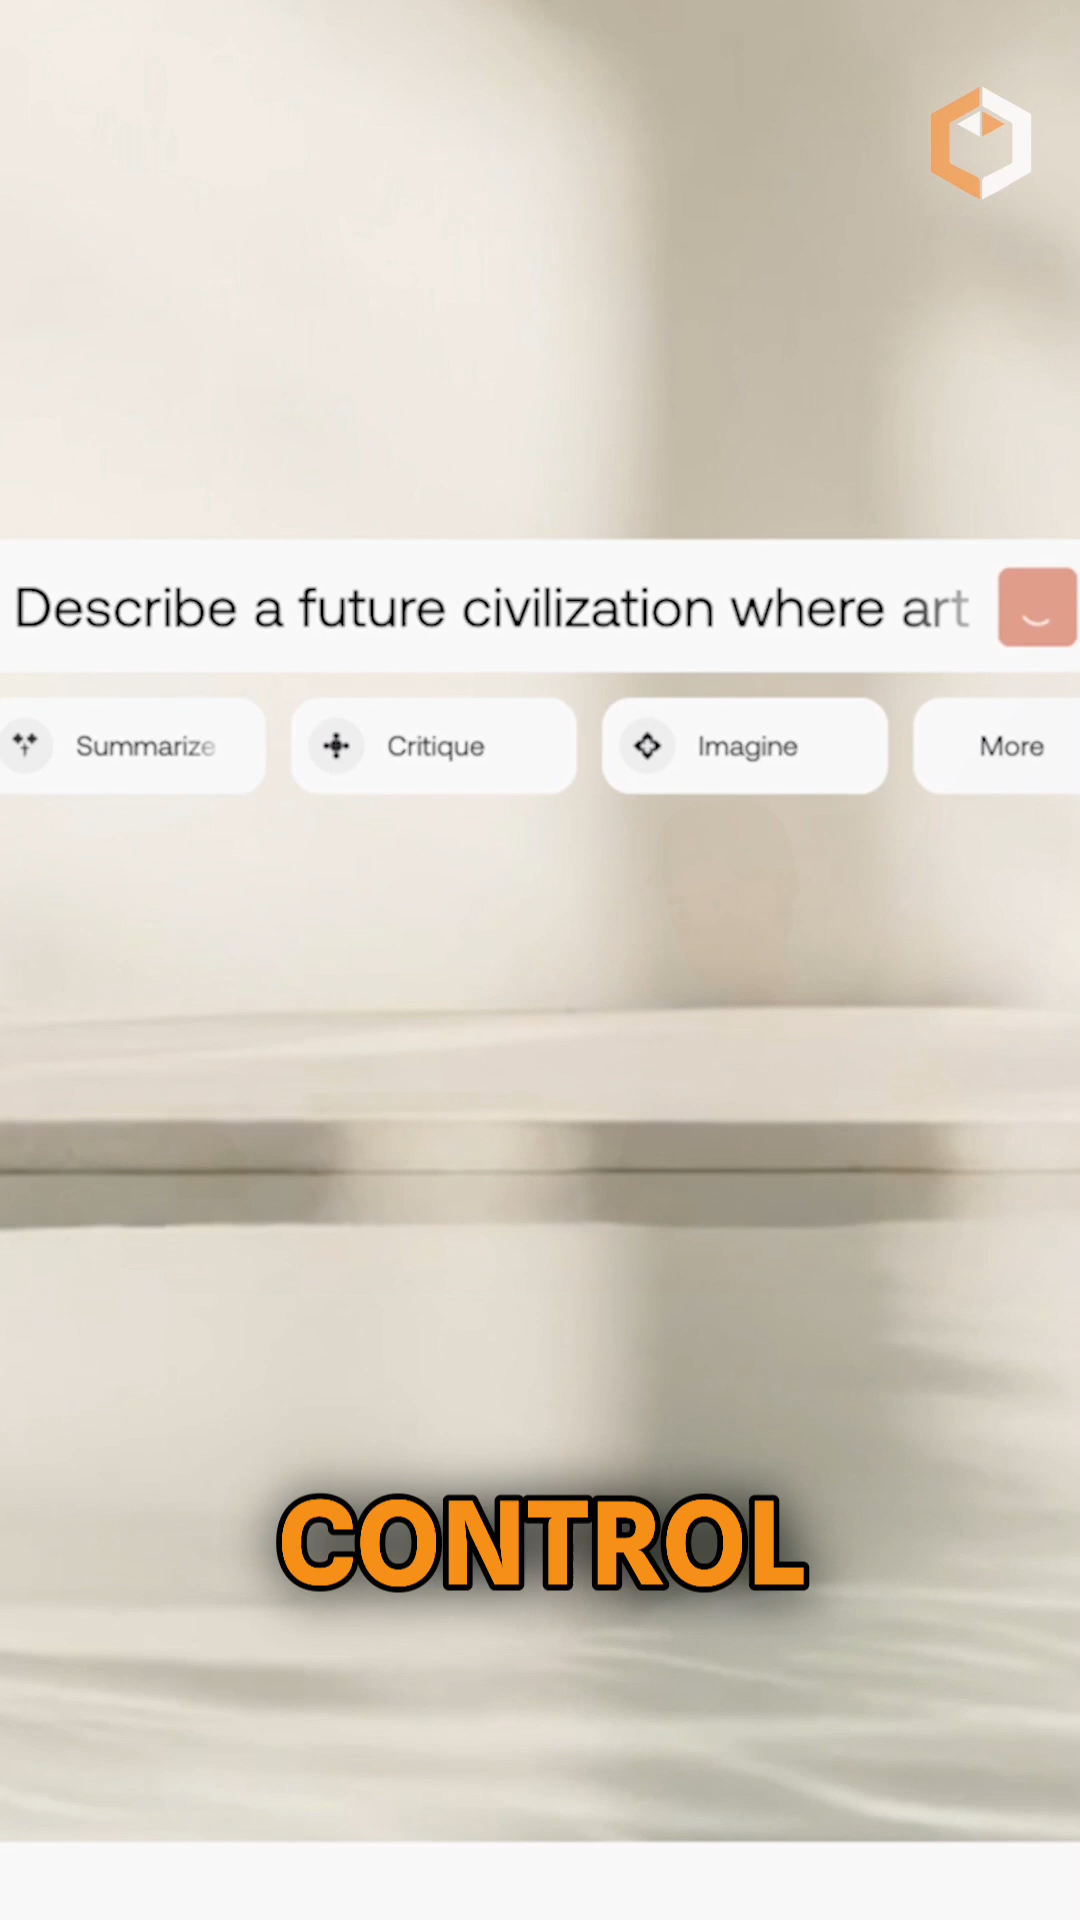 Describe a future civilization where art
Summarize
Critique
Imagine
More
CONTROL